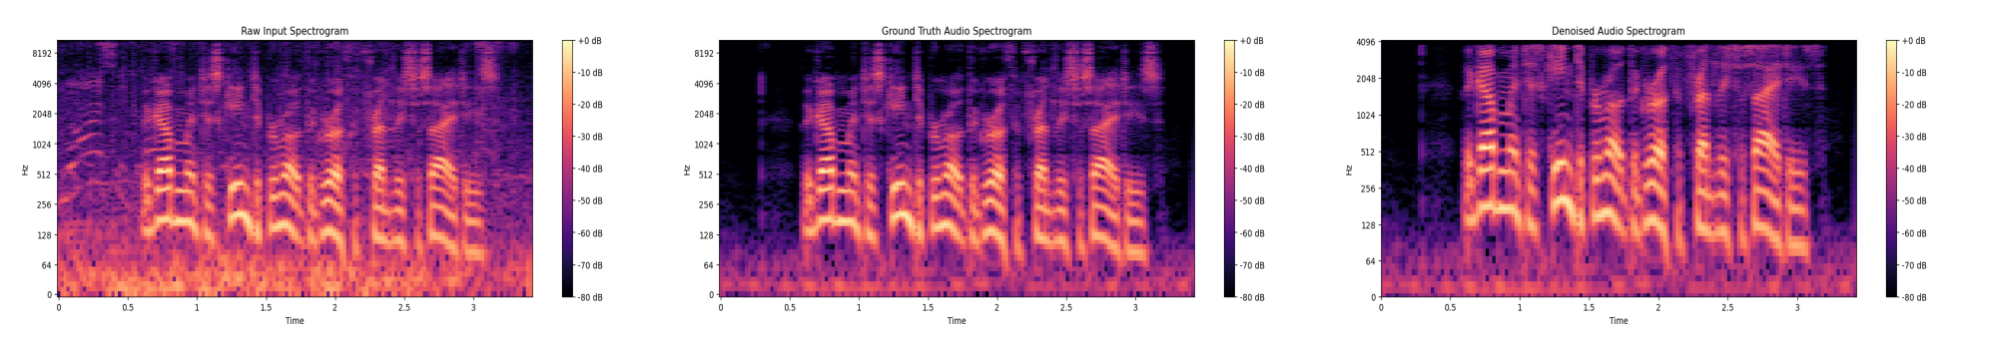 Raw Input Spectrogram
8192
4096
2048
1024
512
256
128
64
0
Hz
0
0.5
1
1.5
2
2.5
3
Time
+0 dB
-10 dB
-20 dB
-30 dB
-40 dB
-50 dB
-60 dB
-70 dB
-80 dB
Ground Truth Audio Spectrogram
8192
4096
2048
1024
512
256
128
64
0
Hz
0
0.5
1
1.5
2
2.5
3
Time
+0 dB
-10 dB
-20 dB
-30 dB
-40 dB
-50 dB
-60 dB
-70 dB
-80 dB
Denoised Audio Spectrogram
4096
2048
1024
512
256
128
64
0
Hz
0
0.5
1
1.5
2
2.5
3
Time
+0 dB
-10 dB
-20 dB
-30 dB
-40 dB
-50 dB
-60 dB
-70 dB
-80 dB